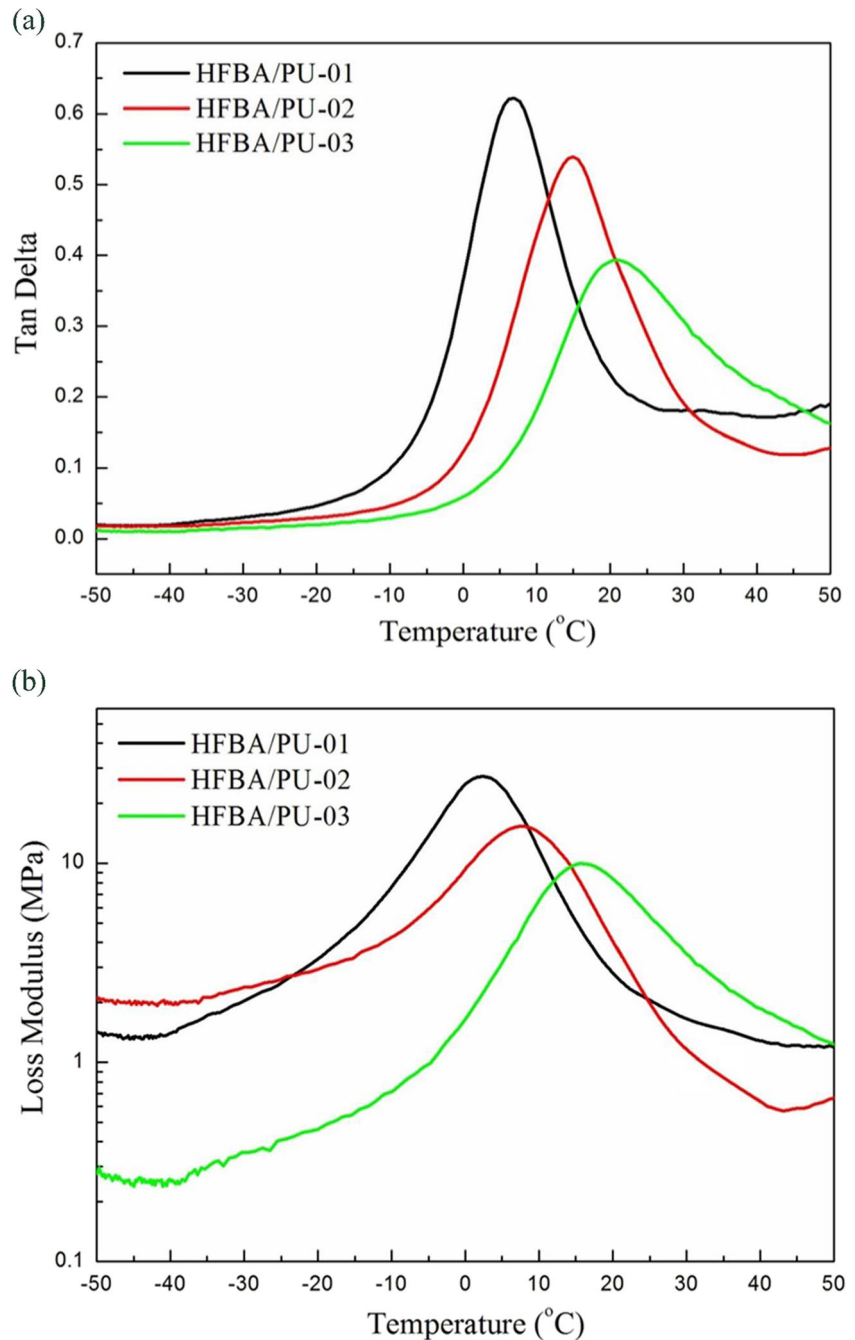 (a)
0.7
HFBA/PU-01
HFBA/PU-02
HFBA/PU-03
0.6
0.5
0.4
0.3
0.2
0.1
0.0
Tan Delta
-50 -40 -30 -20 -10 0 10 20 30 40 50
Temperature (°C)
(b)
HFBA/PU-01
HFBA/PU-02
HFBA/PU-03
10
1
0.1
Loss Modulus (MPa)
-50 -40 -30 -20 -10 0 10 20 30 40 50
Temperature (°C)